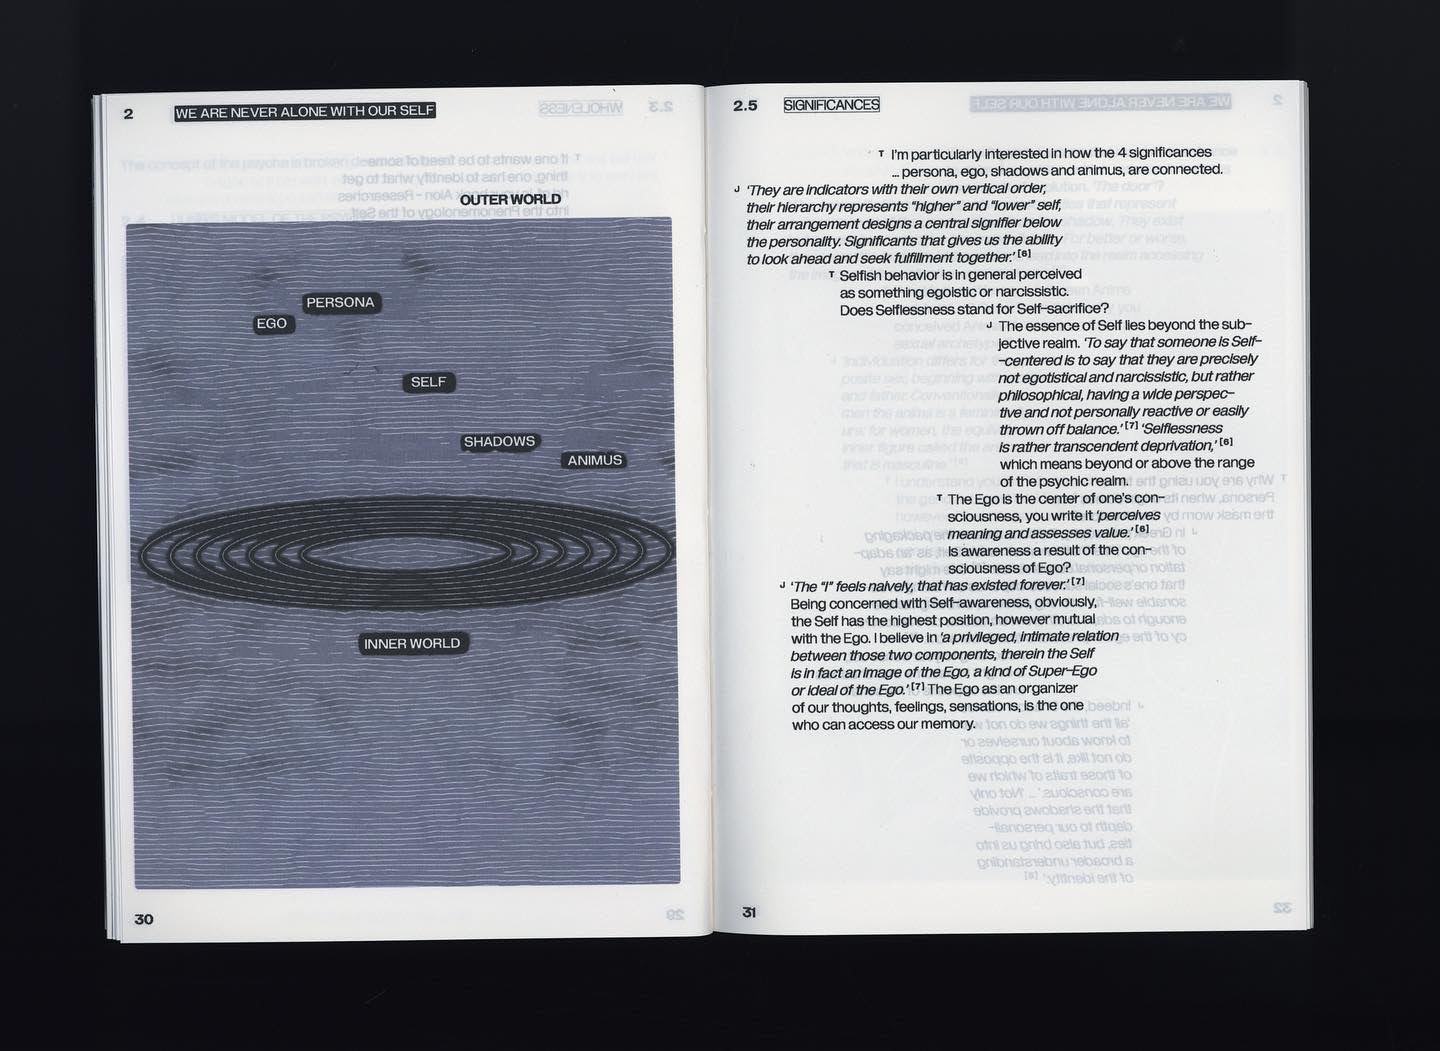 2
WE ARE NEVER ALONE WITH OUR SELF
OUTER WORLD
PERSONA
EGO
SELF
SHADOWS
ANIMUS
INNER WORLD
30
2.5 SIGNIFICANCES
T I'm particularly interested in how the 4 significances
... persona, ego, shadows and animus, are connected.
J 'They are indicators with their own vertical order,
their hierarchy represents "higher" and "lower" self,
their arrangement designs a central signifier below
the personality. Significants that gives us the ability
to look ahead and seek fulfillment together.' [6]
T Selfish behavior is in general perceived
as something egoistic or narcissistic.
Does Selflessness stand for Self-sacrifice?
J The essence of Self lies beyond the sub-
jective realm. 'To say that someone is Self-
-centered is to say that they are precisely
not egotistical and narcissistic, but rather
philosophical, having a wide perspec-
tive and not personally reactive or easily
thrown off balance.' [7] 'Selflessness
is rather transcendent deprivation,' [6]
which means beyond or above the range
of the psychic realm.
T The Ego is the center of one's con-
sciousness, you write it 'perceives
meaning and assesses value.' [6]
Is awareness a result of the con-
sciousness of Ego?
J 'The "I" feels naively, that has existed forever.' [7]
Being concerned with Self-awareness, obviously,
the Self has the highest position, however mutual
with the Ego. I believe in 'a privileged, intimate relation
between those two components, therein the Self
is in fact an image of the Ego, a kind of Super-Ego
or ideal of the Ego.' [7] The Ego as an organizer
of our thoughts, feelings, sensations, is the one
who can access our memory.
31